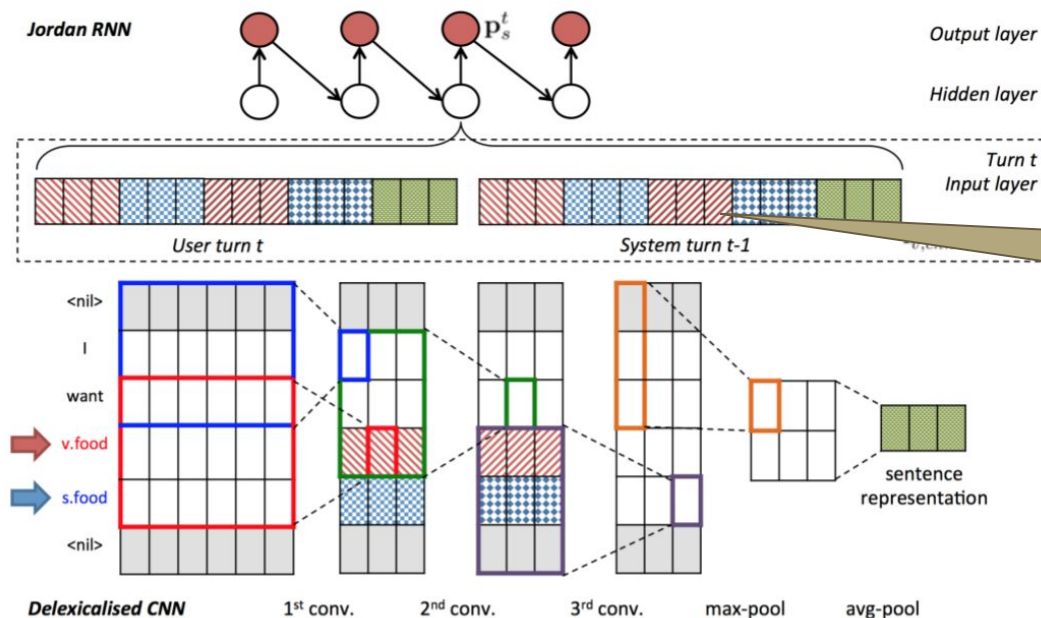 Jordan RNN
p_s^t
Output layer
Hidden layer
Turn t
Input layer
User turn t
System turn t-1
<nil>
I
want
v.food
s.food
<nil>
sentence
representation
Delexicalised CNN 1st conv. 2nd conv. 3rd conv. max-pool avg-pool